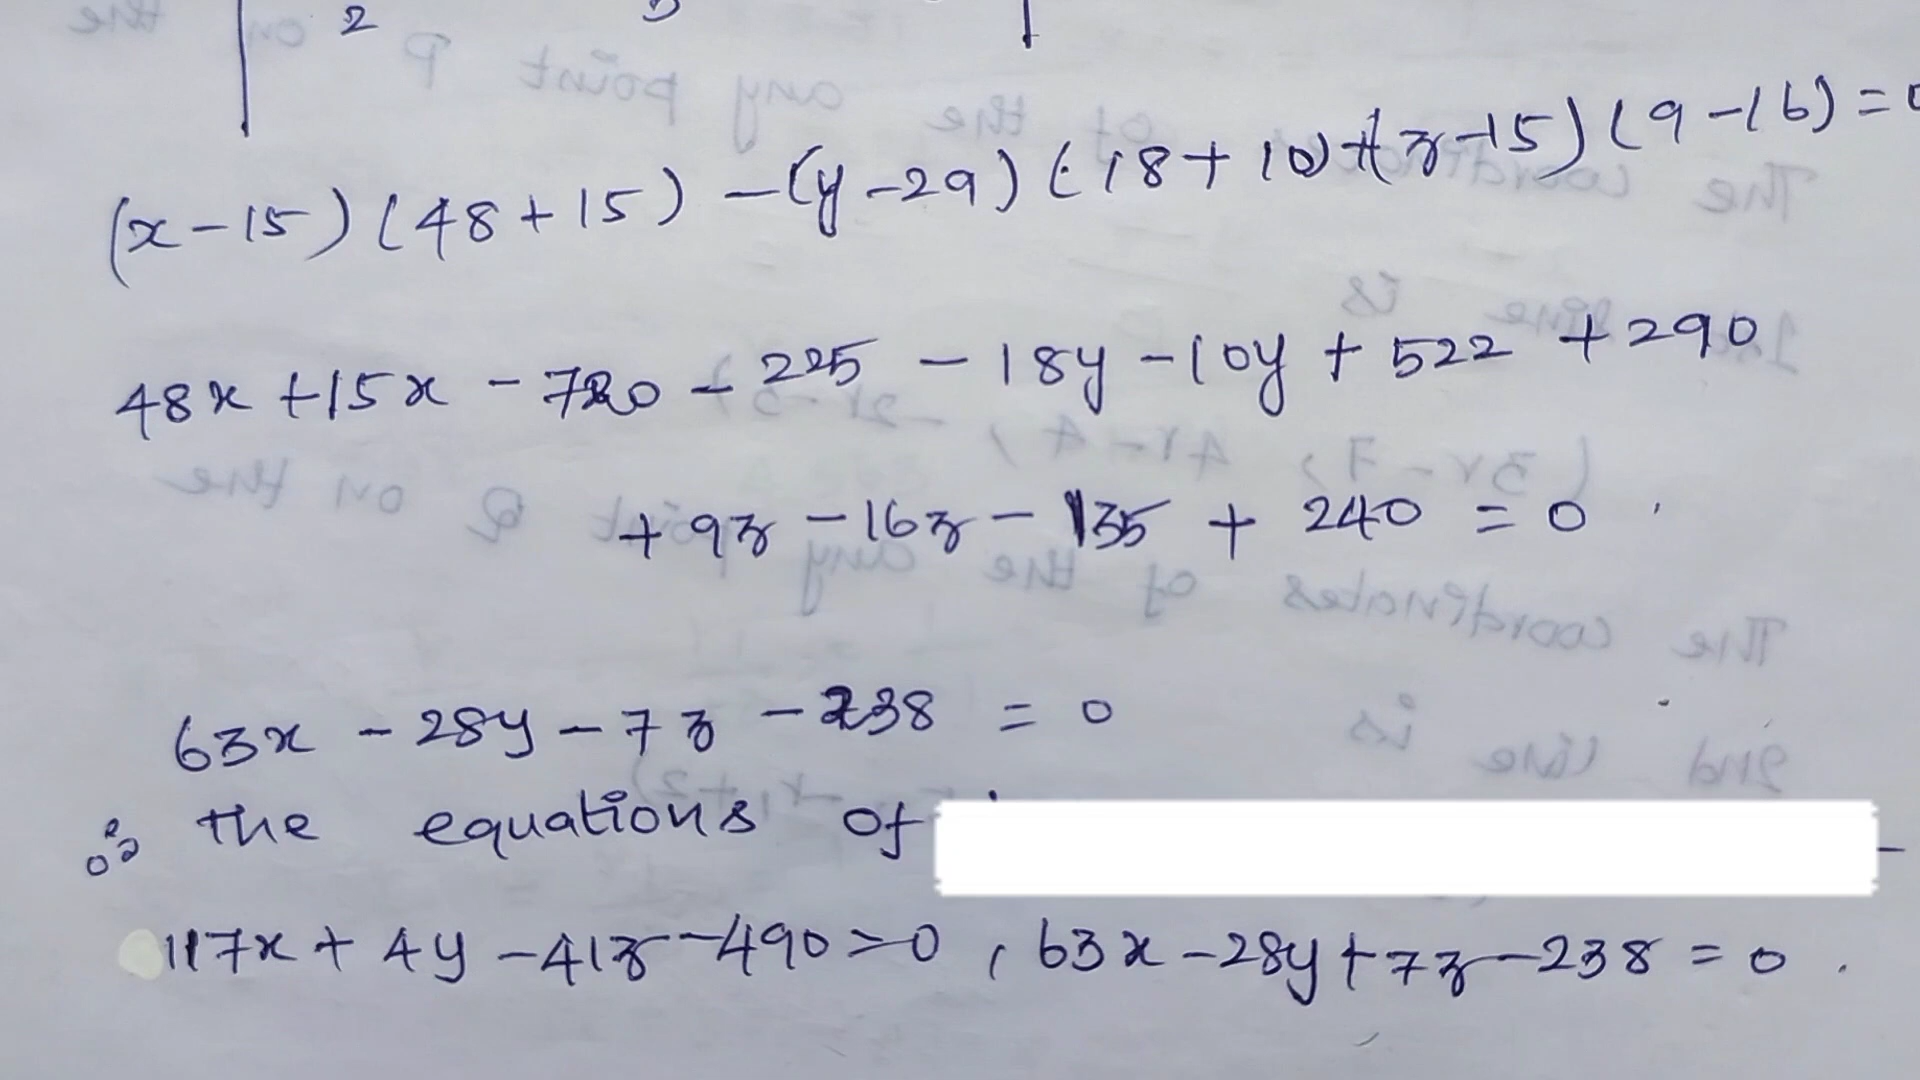 2
(x-15)(48+15) -(y-29)(18+10)+(z-15)(9-16)=0
48x+15x-720-225-18y-10y+522+290
+9z-16z-135+240=0.
63x-28y-7z-238=0
∴ the equations of
117x+4y-41z-490=0, 63x-28y+7z-238=0.